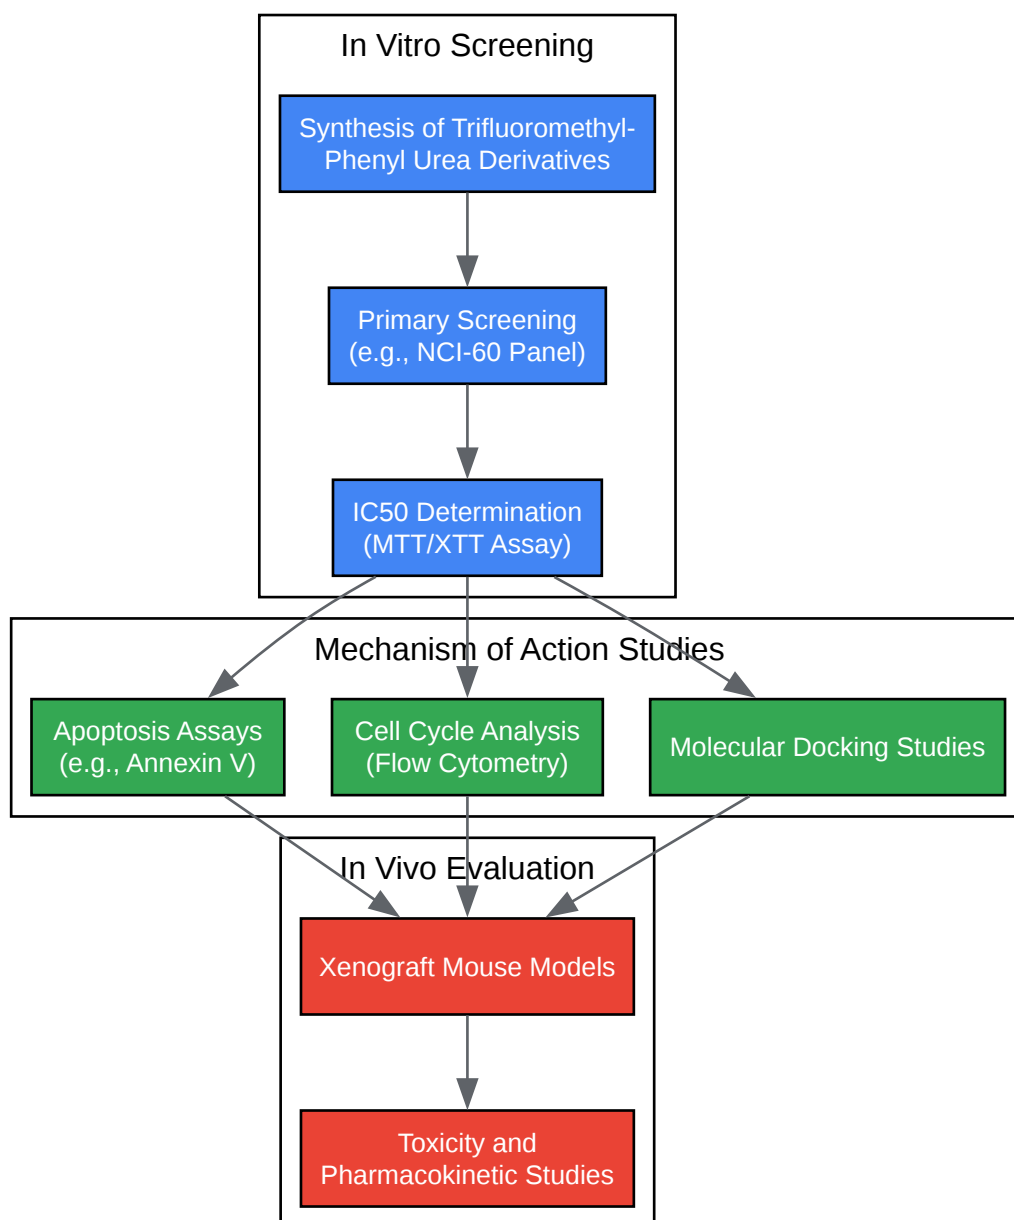 In Vitro Screening
Synthesis of Trifluoromethyl-
Phenyl Urea Derivatives
Primary Screening
(e.g., NCI-60 Panel)
IC50 Determination
(MTT/XTT Assay)
Mechanism of Action Studies
Apoptosis Assays
(e.g., Annexin V)
Cell Cycle Analysis
(Flow Cytometry)
Molecular Docking Studies
In Vivo Evaluation
Xenograft Mouse Models
Toxicity and
Pharmacokinetic Studies